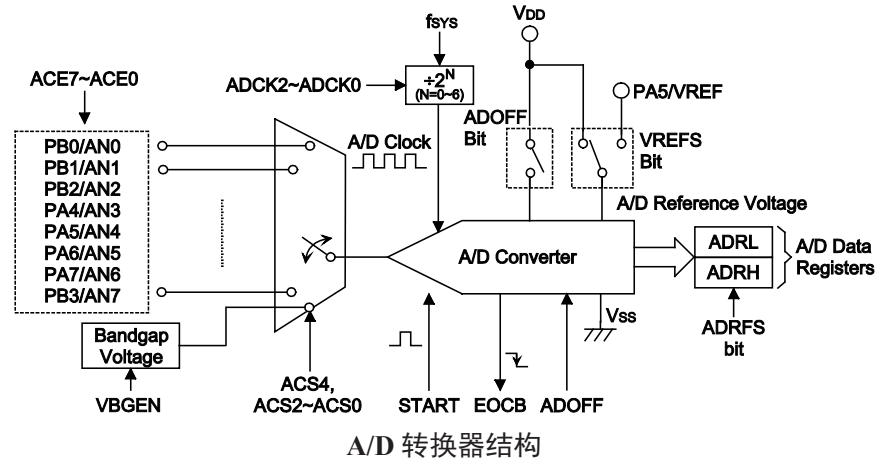 fSYS
VDD
ACE7~ACE0
ADCK2~ADCK0
÷2N
(N=0~6)
PA5/VREF
ADOFF
Bit
VREFS
Bit
PB0/AN0
PB1/AN1
PB2/AN2
PA4/AN3
PA5/AN4
PA6/AN5
PA7/AN6
PB3/AN7
A/D Clock
A/D Reference Voltage
A/D Converter
ADRL
ADRH
A/D Data
Registers
VSS
ADRFS
bit
Bandgap
Voltage
VBGEN
ACS4,
ACS2~ACS0
START
EOCB
ADOFF
A/D 转换器结构